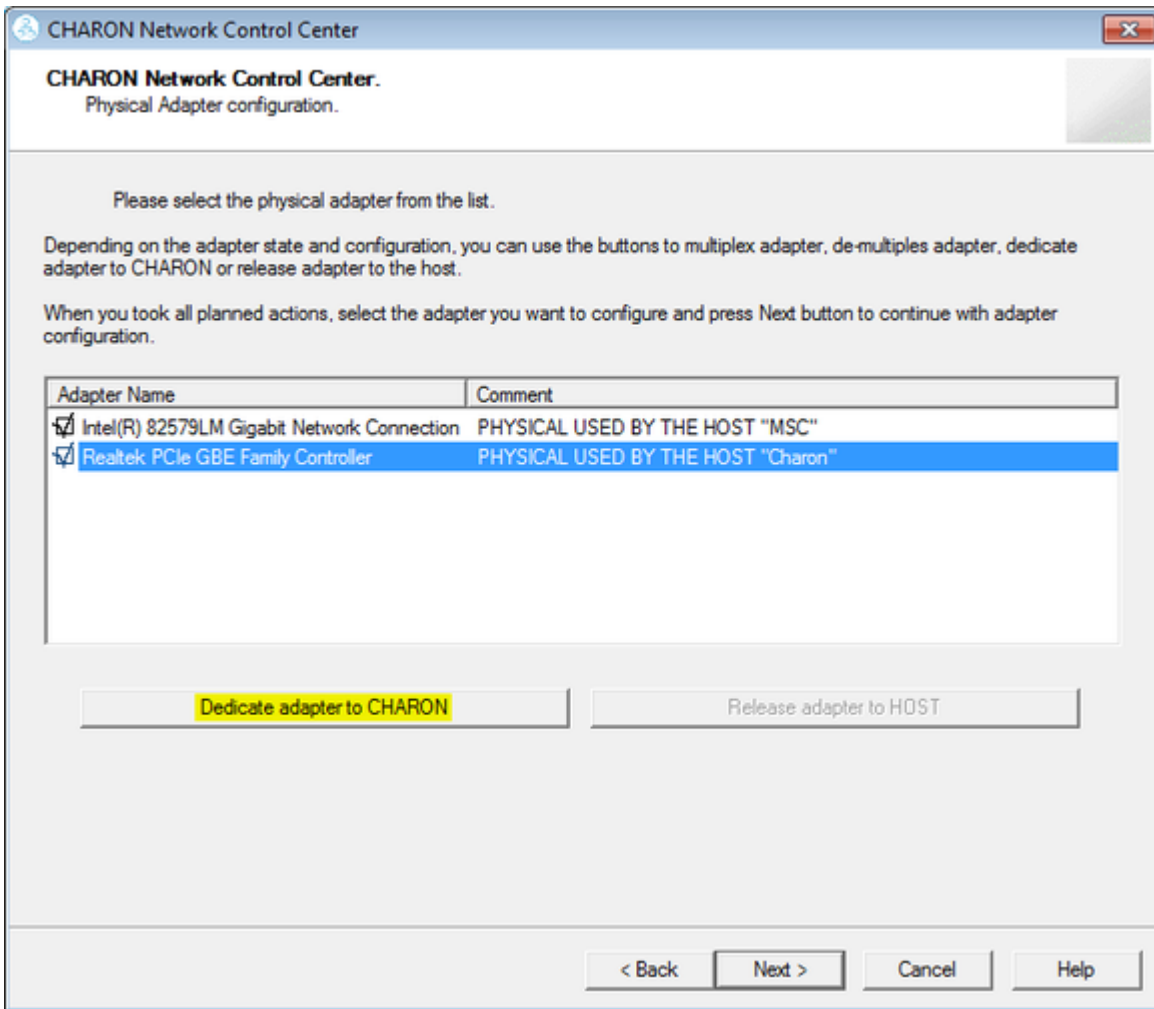 CHARON Network Control Center
CHARON Network Control Center.
Physical Adapter configuration.
Please select the physical adapter from the list.
Depending on the adapter state and configuration, you can use the buttons to multiplex adapter, de-multiples adapter, dedicate
adapter to CHARON or release adapter to the host.
When you took all planned actions, select the adapter you want to configure and press Next button to continue with adapter
configuration.
Adapter Name Comment
Intel(R) 82579LM Gigabit Network Connection PHYSICAL USED BY THE HOST "MSC"
Realtek PCIe GBE Family Controller PHYSICAL USED BY THE HOST "Charon"
Dedicate adapter to CHARON Release adapter to HOST
< Back Next > Cancel Help